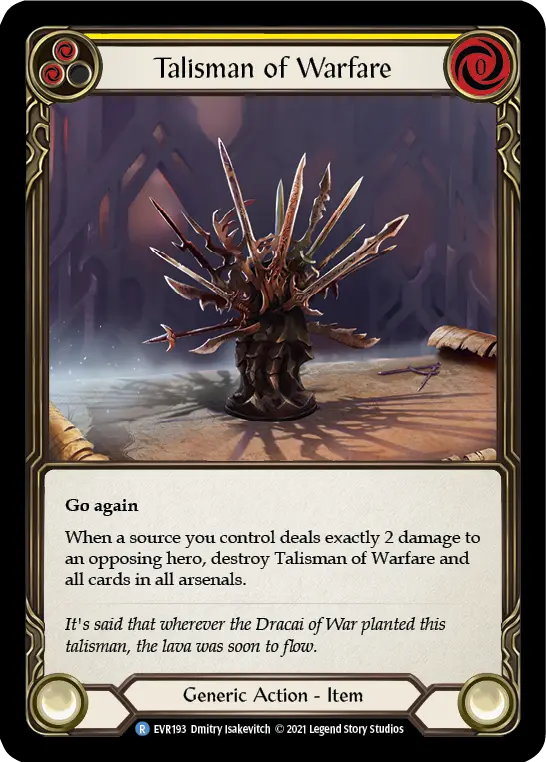 Talisman of Warfare
0
Go again
When a source you control deals exactly 2 damage to
an opposing hero, destroy Talisman of Warfare and
all cards in all arsenals.
It's said that wherever the Dracai of War planted this
talisman, the lava was soon to flow.
Generic Action - Item
R EVR193 Dmitry Isakevitch © 2021 Legend Story Studios